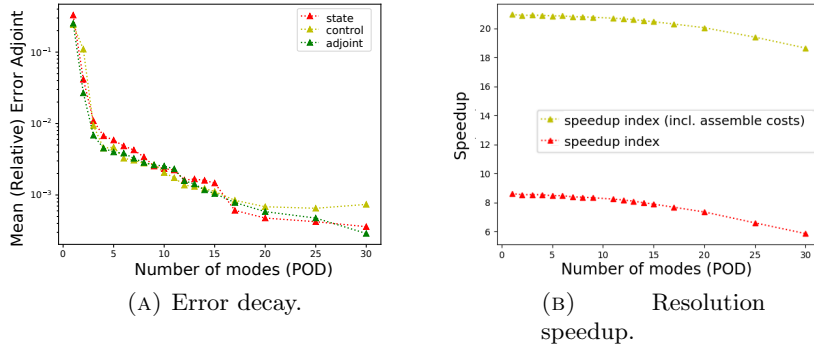 Mean (Relative) Error Adjoint
10⁻¹
10⁻²
10⁻³
state
control
adjoint
0 5 10 15 20 25 30
Number of modes (POD)
(A) Error decay.
Speedup
20
18
16
14
12
10
8
6
speedup index (incl. assemble costs)
speedup index
0 5 10 15 20 25 30
Number of modes (POD)
(B) Resolution
speedup.